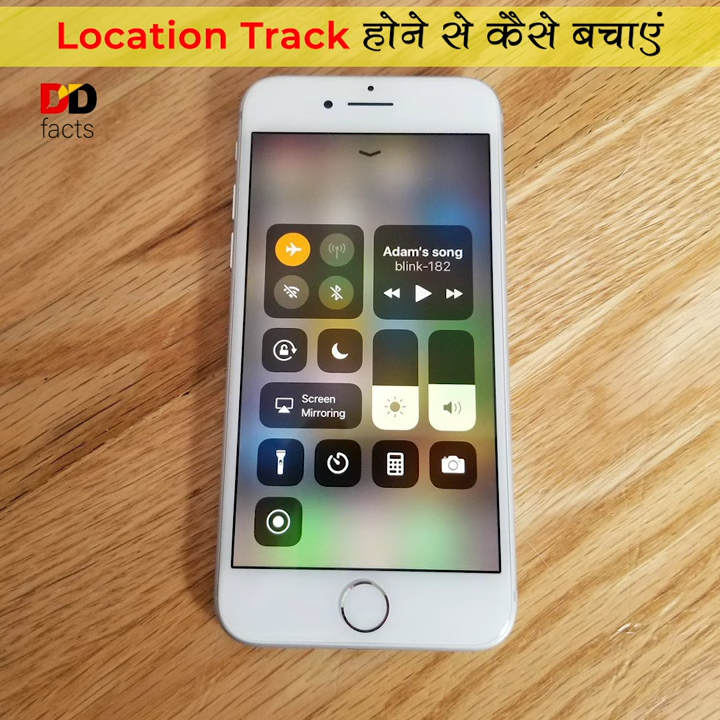 Location Track होने से कैसे बचाएं
DD
facts
Adam's song
blink-182
Screen
Mirroring